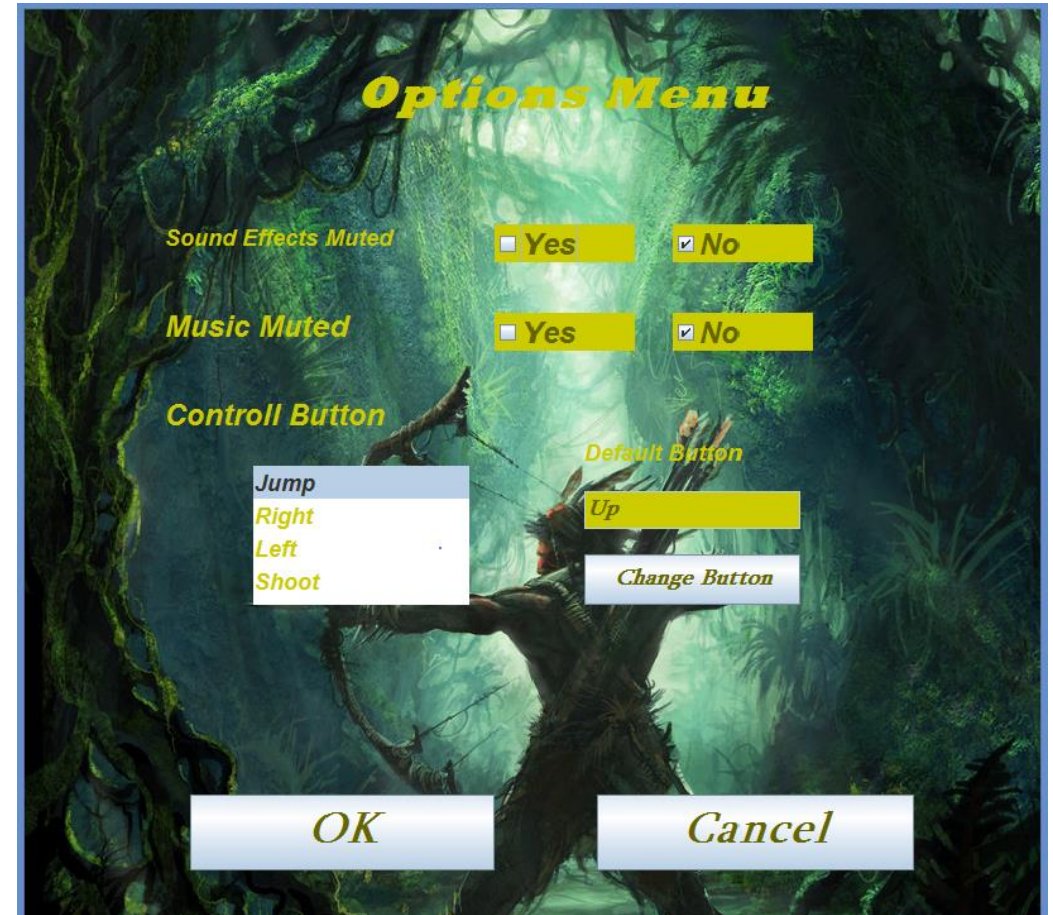 Options Menu
Sound Effects Muted
Yes
No
Music Muted
Yes
No
Controll Button
Default Button
Jump
Right
Left
Shoot
Up
Change Button
OK
Cancel